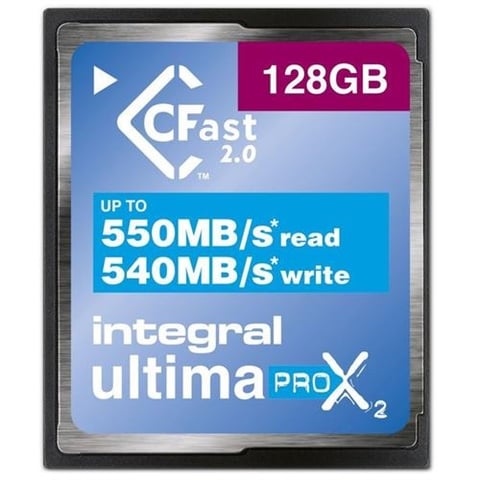 128GB
CFast
2.0
TM
UP TO
550MB/s* read
540MB/s* write
integral
ultima PRO X2